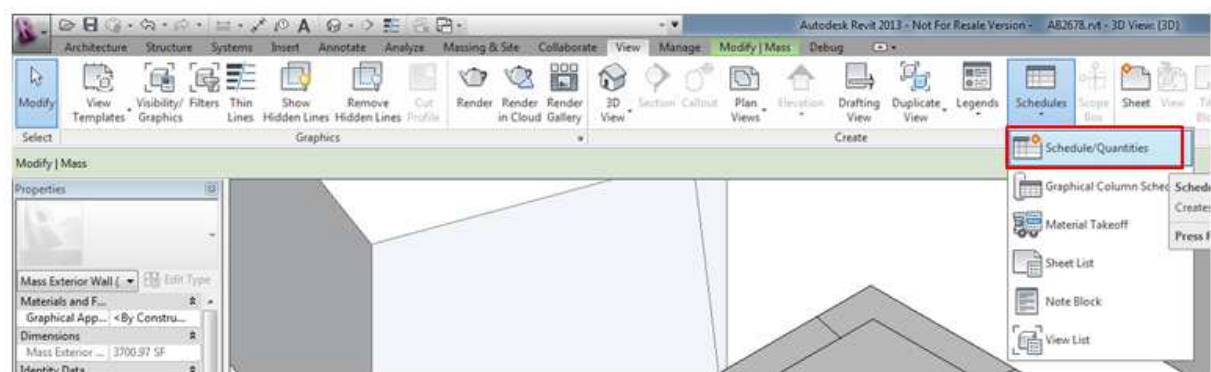 Autodesk Revit 2013 - Not For Resale Version - AB2678.rvt - 3D View: {3D}
Architecture Structure Systems Insert Annotate Analyze Massing & Site Collaborate View Manage Modify | Mass Debug
Modify View Templates Visibility/ Graphics Filters Thin Lines Show Hidden Lines Remove Hidden Lines Cut Profile Render Render in Cloud Render Gallery 3D View Section Callout Plan Views Elevation Drafting View Duplicate View Legends Schedules Scope Box Sheet View
Select Graphics Create
Modify | Mass
Schedule/Quantities
Graphical Column Sched
Material Takeoff
Sheet List
Note Block
View List
Creates
Press F
Properties
Mass Exterior Wall ( Edit Type
Materials and F...
Graphical App... <By Constru...
Dimensions
Mass Exterior ... 3700.97 SF
Identity Data